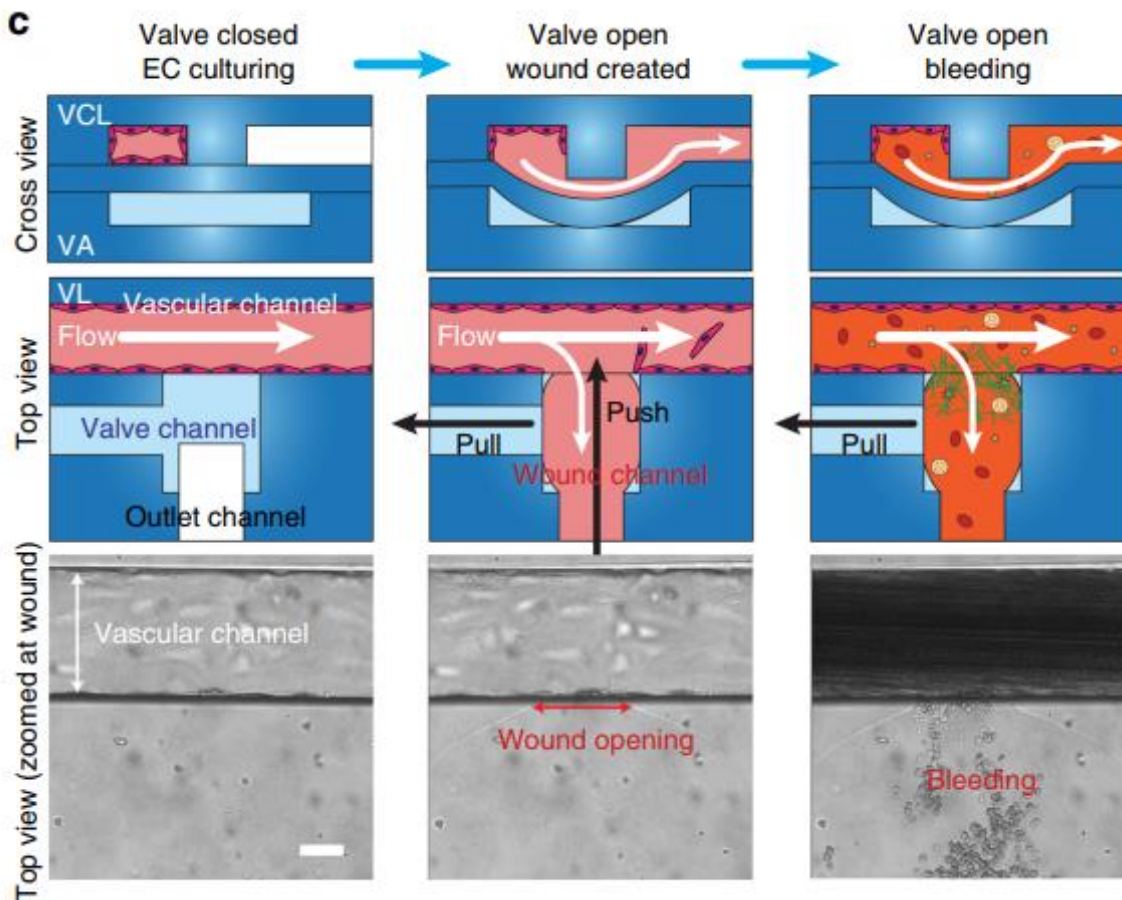 c
Valve closed
EC culturing
Valve open
wound created
Valve open
bleeding
Cross view
VCL
VA
Top view
VL
Vascular channel
Flow
Valve channel
Outlet channel
Flow
Push
Pull
Wound channel
Pull
Top view (zoomed at wound)
Vascular channel
Wound opening
Bleeding